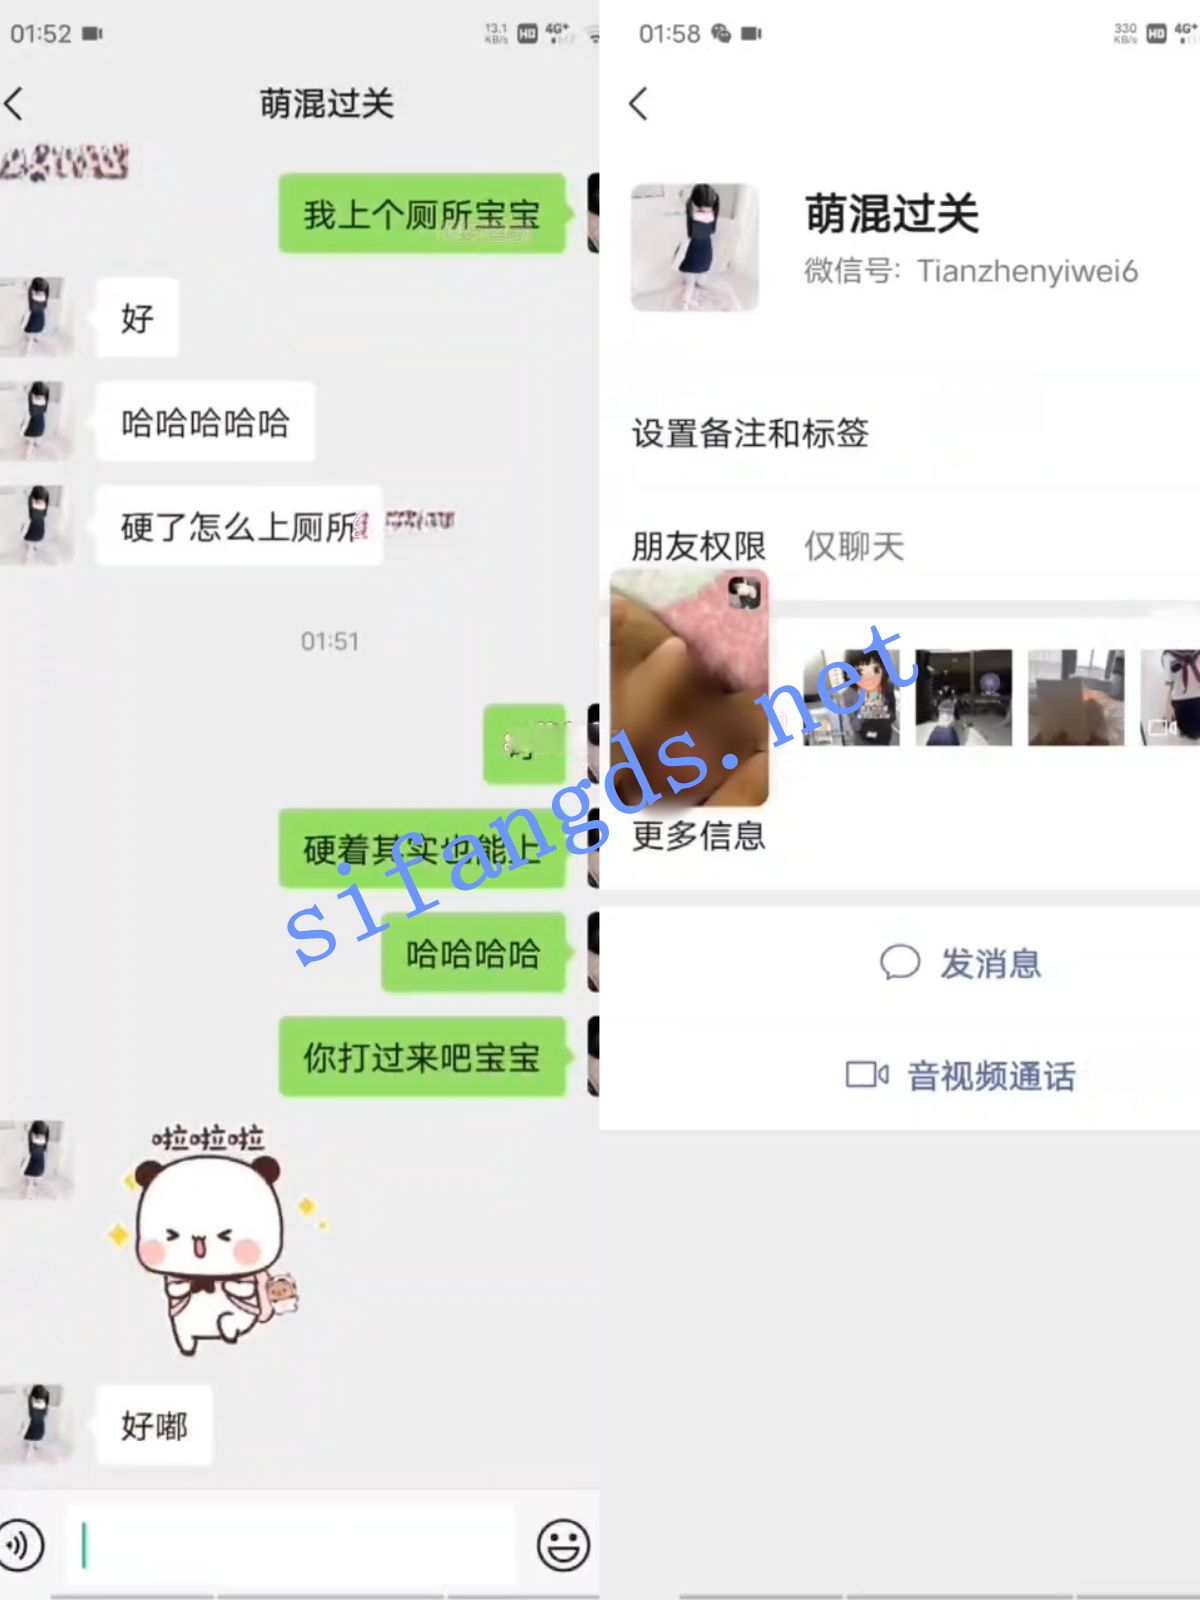 01:52
13.1
KB/s
HD
4G+
萌混过关
我上个厕所宝宝
好
哈哈哈哈哈
硬了怎么上厕所
01:51
硬着其实也能上
哈哈哈哈
你打过来吧宝宝
啦啦啦
好嘟
01:58
330
KB/s
HD
4G+
萌混过关
微信号: Tianzhenyiwei6
设置备注和标签
朋友权限 仅聊天
更多信息
发消息
音视频通话
sifangds.net